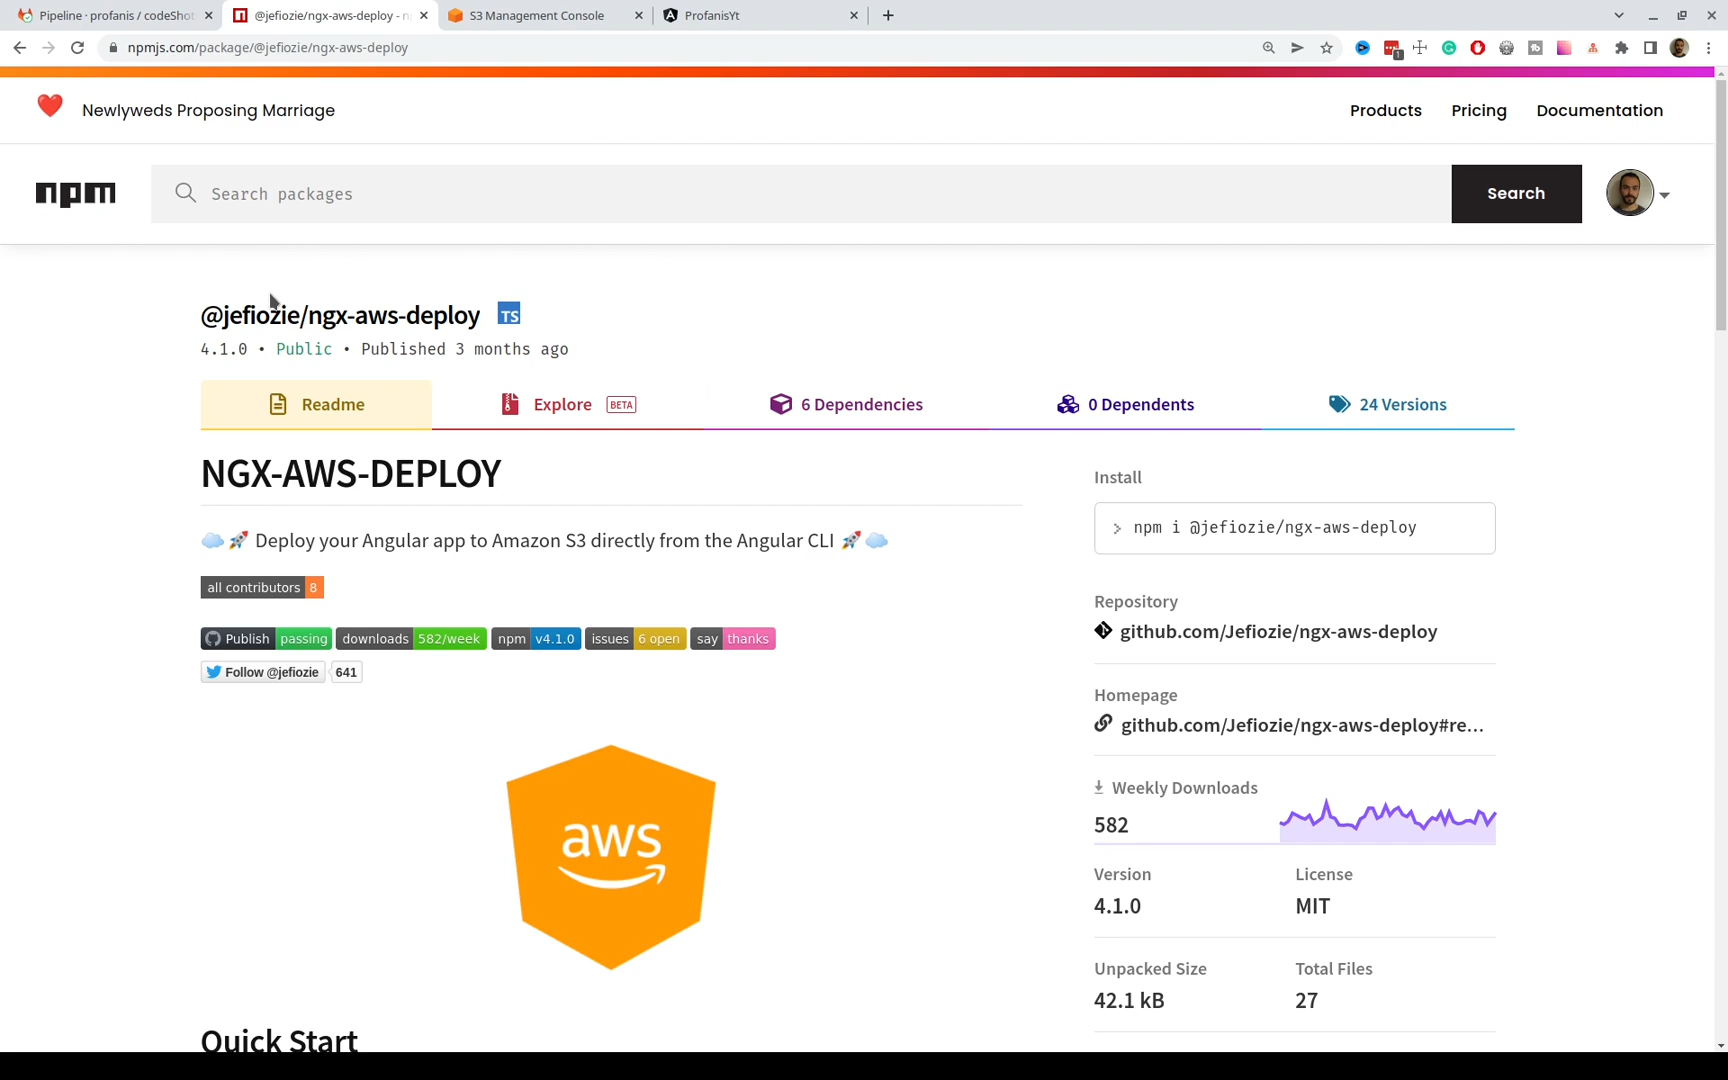 Pipeline · profanis / codeShot
@jefiozie/ngx-aws-deploy - n
S3 Management Console
ProfanisYt
npmjs.com/package/@jefiozie/ngx-aws-deploy
1
❤️ Newlyweds Proposing Marriage
Products
Pricing
Documentation
npm
Search packages
Search
@jefiozie/ngx-aws-deploy TS
4.1.0 • Public • Published 3 months ago
Readme
Explore BETA
6 Dependencies
0 Dependents
24 Versions
NGX-AWS-DEPLOY
☁️🚀 Deploy your Angular app to Amazon S3 directly from the Angular CLI 🚀☁️
all contributors 8
Publish passing downloads 582/week npm v4.1.0 issues 6 open say thanks
Follow @jefiozie 641
aws
Quick Start
Install
> npm i @jefiozie/ngx-aws-deploy
Repository
github.com/Jefiozie/ngx-aws-deploy
Homepage
github.com/Jefiozie/ngx-aws-deploy#re...
Weekly Downloads
582
Version
License
4.1.0
MIT
Unpacked Size
Total Files
42.1 kB
27